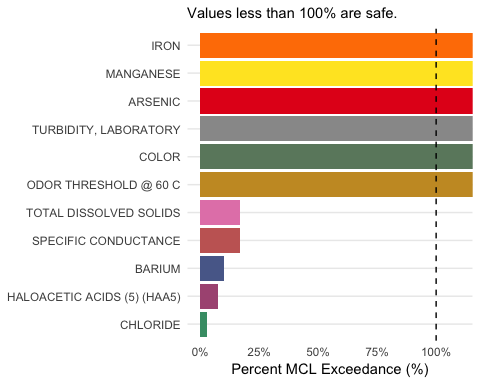 Values less than 100% are safe.
IRON
MANGANESE
ARSENIC
TURBIDITY, LABORATORY
COLOR
ODOR THRESHOLD @ 60 C
TOTAL DISSOLVED SOLIDS
SPECIFIC CONDUCTANCE
BARIUM
HALOACETIC ACIDS (5) (HAA5)
CHLORIDE
0% 25% 50% 75% 100%
Percent MCL Exceedance (%)